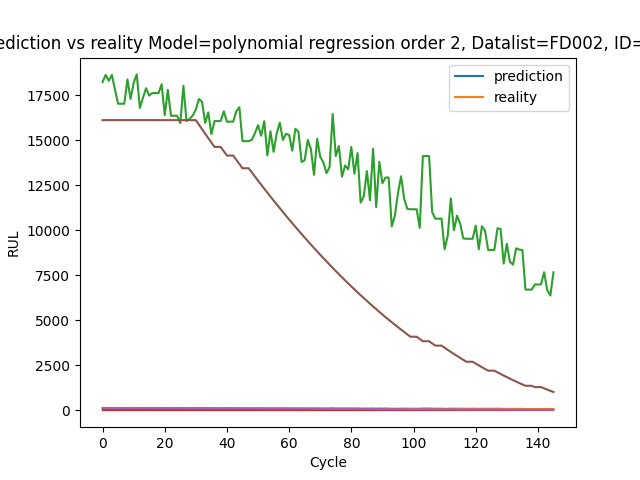 ediction vs reality Model=polynomial regression order 2, Datalist=FD002, ID=
prediction
reality
RUL
17500
15000
12500
10000
7500
5000
2500
0
0 20 40 60 80 100 120 140
Cycle